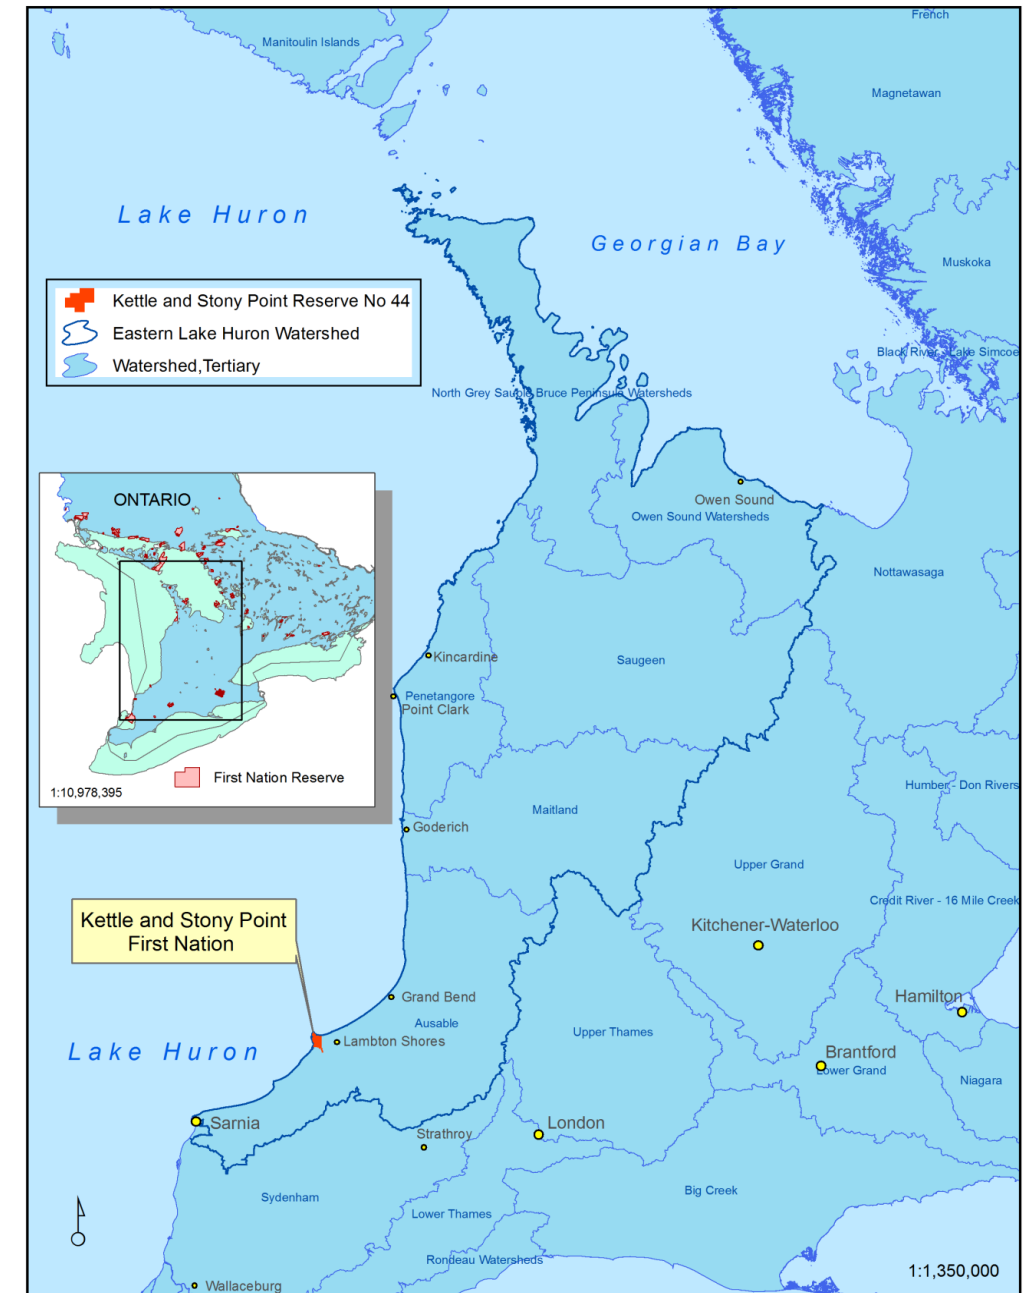 French
Manitoulin Islands
Magnetawan
Lake Huron
Georgian Bay
Muskoka
Kettle and Stony Point Reserve No 44
Eastern Lake Huron Watershed
Watershed,Tertiary
Black River - Lake Simcoe
North Grey Sauble Bruce Peninsula Watersheds
ONTARIO
Owen Sound
Owen Sound Watersheds
Nottawasaga
Kincardine
Saugeen
Penetangore
Point Clark
First Nation Reserve
1:10,978,395
Humber - Don Rivers
Maitland
Goderich
Upper Grand
Credit River - 16 Mile Creek
Kettle and Stony Point
First Nation
Kitchener-Waterloo
Grand Bend
Hamilton
Ausable
Upper Thames
Lambton Shores
Lake Huron
Brantford
Lower Grand
Niagara
Sarnia
London
Strathroy
Sydenham
Big Creek
Lower Thames
Rondeau Watersheds
1:1,350,000
Wallaceburg